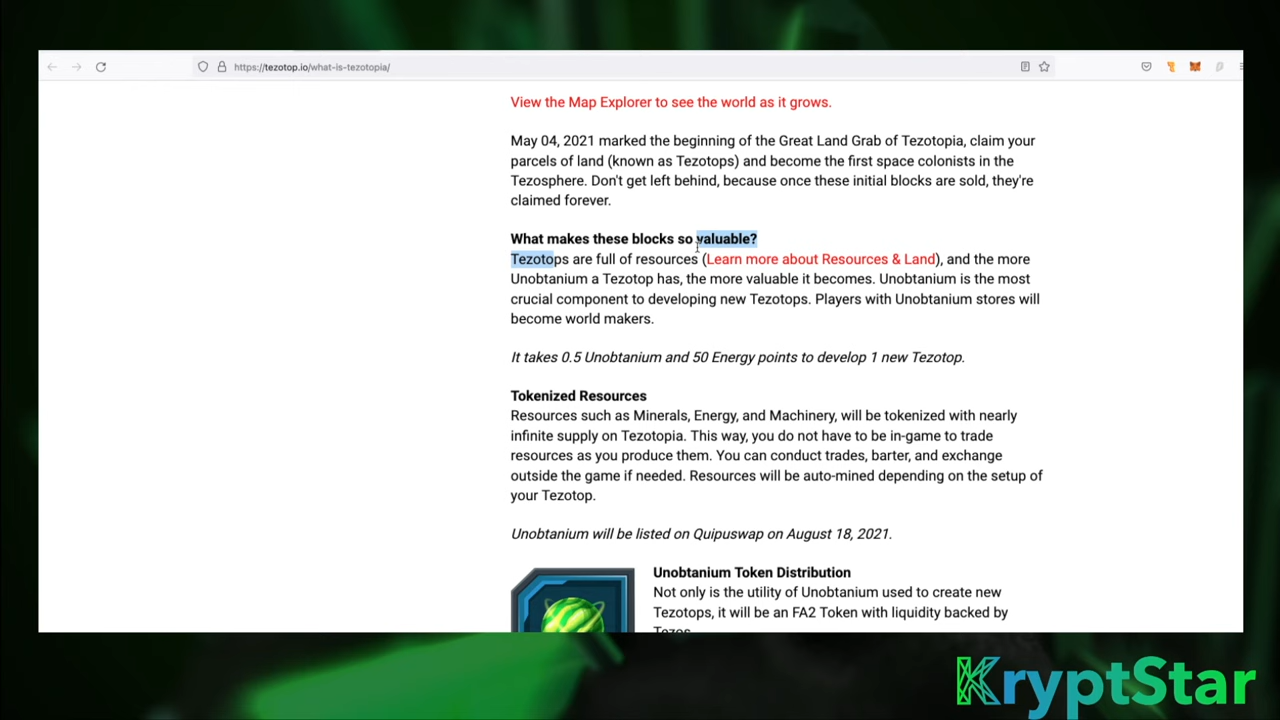 https://tezotop.io/what-is-tezotopia/
View the Map Explorer to see the world as it grows.
May 04, 2021 marked the beginning of the Great Land Grab of Tezotopia, claim your
parcels of land (known as Tezotops) and become the first space colonists in the
Tezosphere. Don't get left behind, because once these initial blocks are sold, they're
claimed forever.
What makes these blocks so valuable?
Tezotops are full of resources (Learn more about Resources & Land), and the more
Unobtanium a Tezotop has, the more valuable it becomes. Unobtanium is the most
crucial component to developing new Tezotops. Players with Unobtanium stores will
become world makers.
It takes 0.5 Unobtanium and 50 Energy points to develop 1 new Tezotop.
Tokenized Resources
Resources such as Minerals, Energy, and Machinery, will be tokenized with nearly
infinite supply on Tezotopia. This way, you do not have to be in-game to trade
resources as you produce them. You can conduct trades, barter, and exchange
outside the game if needed. Resources will be auto-mined depending on the setup of
your Tezotop.
Unobtanium will be listed on Quipuswap on August 18, 2021.
Unobtanium Token Distribution
Not only is the utility of Unobtanium used to create new
Tezotops, it will be an FA2 Token with liquidity backed by
Tezos
KryptStar